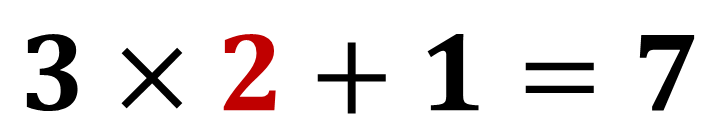 3 × 2 + 1 = 7